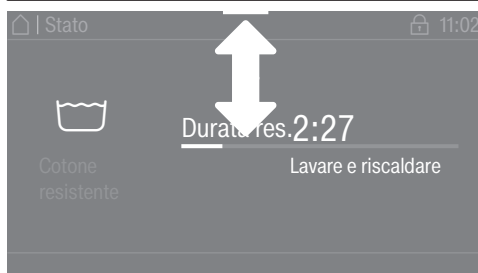 | Stato
11:02
Durata res. 2:27
Lavare e riscaldare
Cotone
resistente